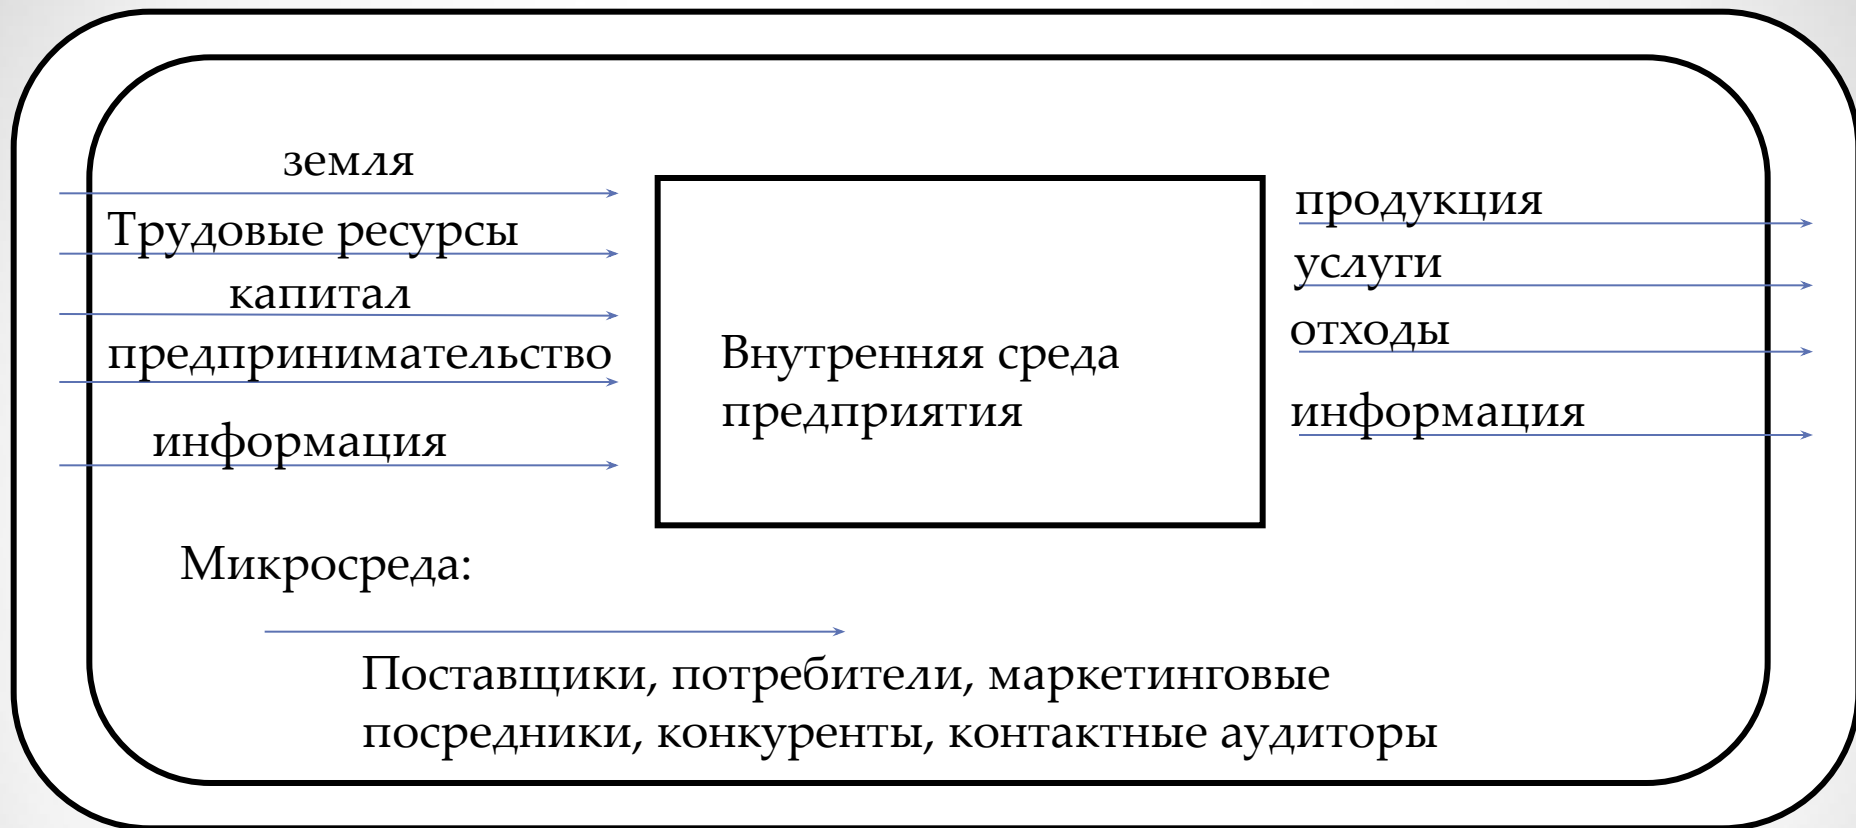 земля
Трудовые ресурсы
капитал
предпринимательство
информация
Внутренняя среда
предприятия
продукция
услуги
отходы
информация
Микросреда:
Поставщики, потребители, маркетинговые
посредники, конкуренты, контактные аудиторы